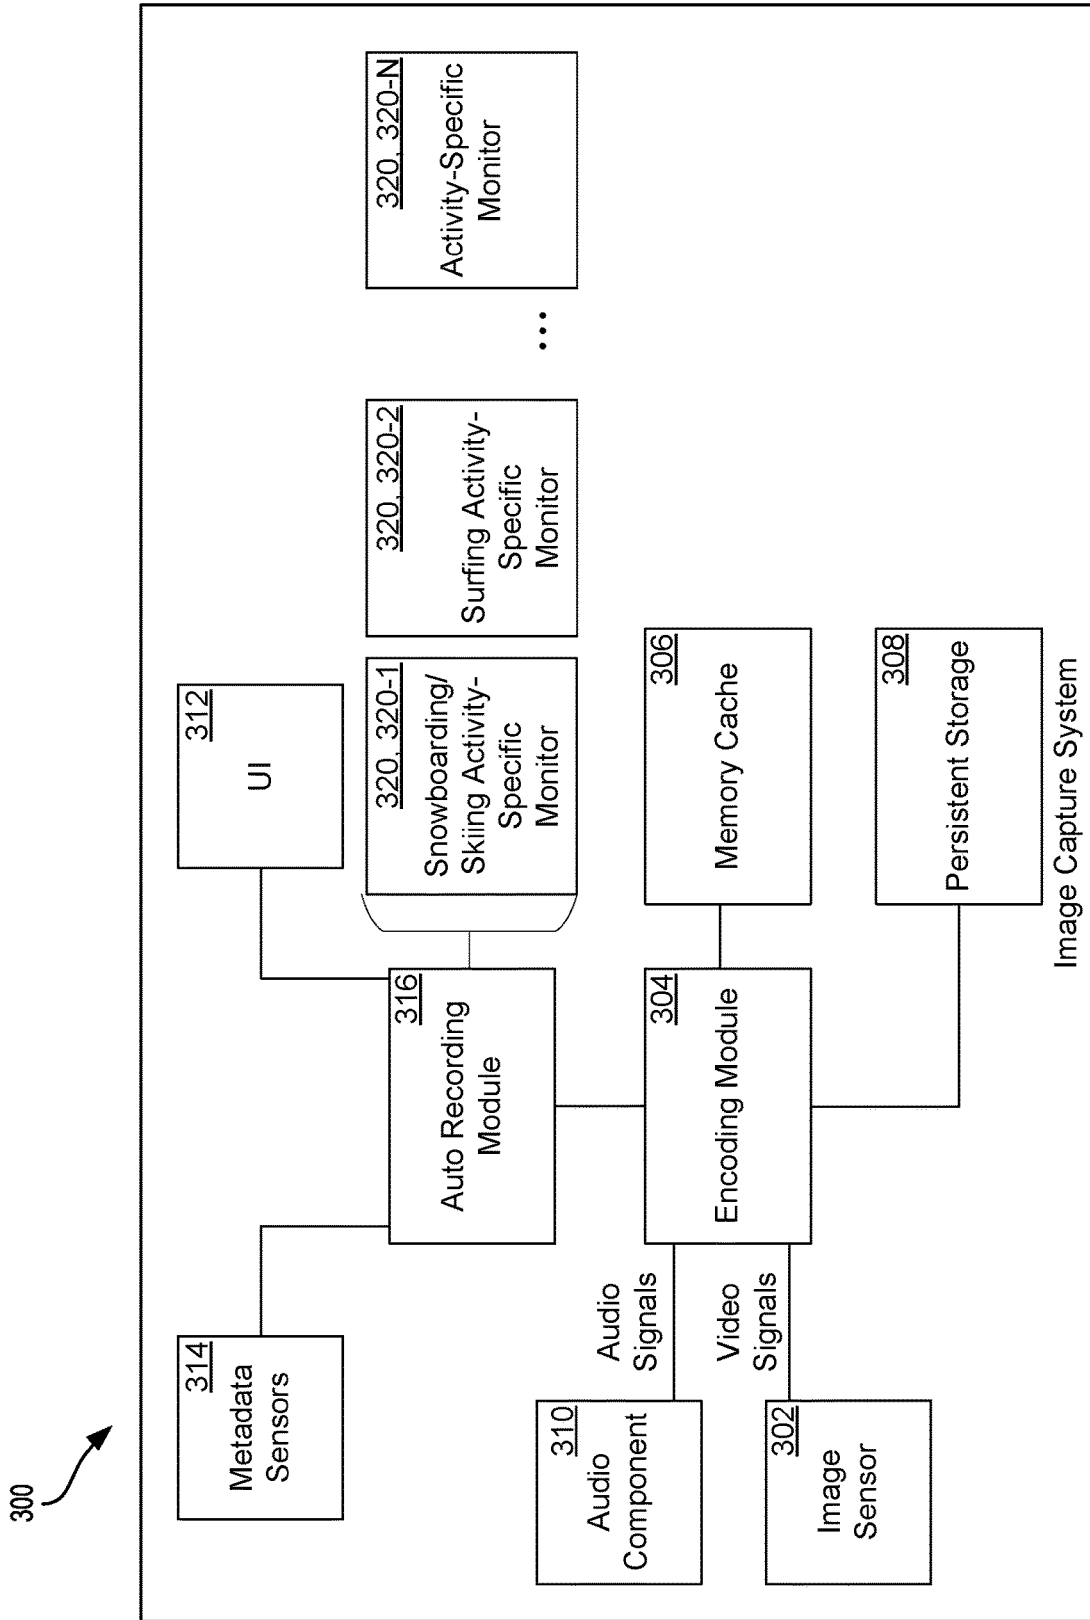 300
314
Metadata
Sensors
312
UI
316
Auto Recording
Module
320, 320-1
Snowboarding/
Skiing Activity-
Specific
Monitor
320, 320-2
Surfing Activity-
Specific
Monitor
...
320, 320-N
Activity-Specific
Monitor
310
Audio
Component
Audio
Signals
302
Image
Sensor
Video
Signals
304
Encoding Module
306
Memory Cache
308
Persistent Storage
Image Capture System